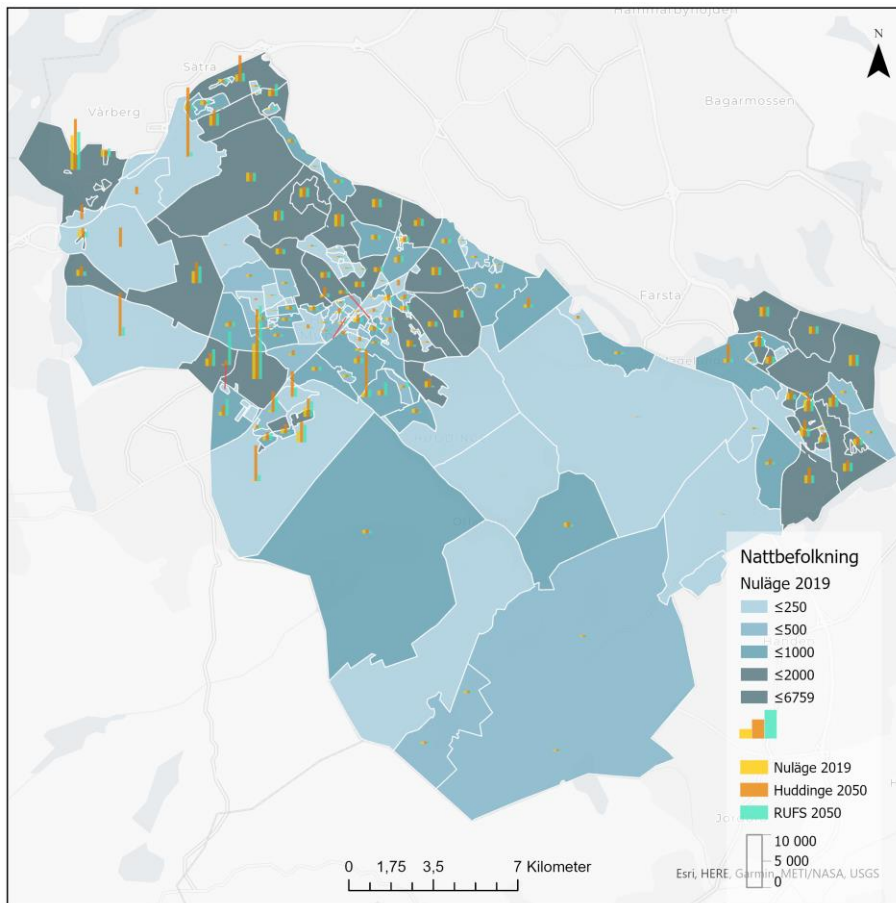 Hammarbyhöjden
N
Sätra
Bagarmossen
Vårberg
Farsta
Nattbefolkning
Nuläge 2019
≤250
≤500
≤1000
≤2000
≤6759
Nuläge 2019
Huddinge 2050
RUFS 2050
10 000
5 000
0
0 1,75 3,5 7 Kilometer
Esri, HERE, Garmin, METI/NASA, USGS